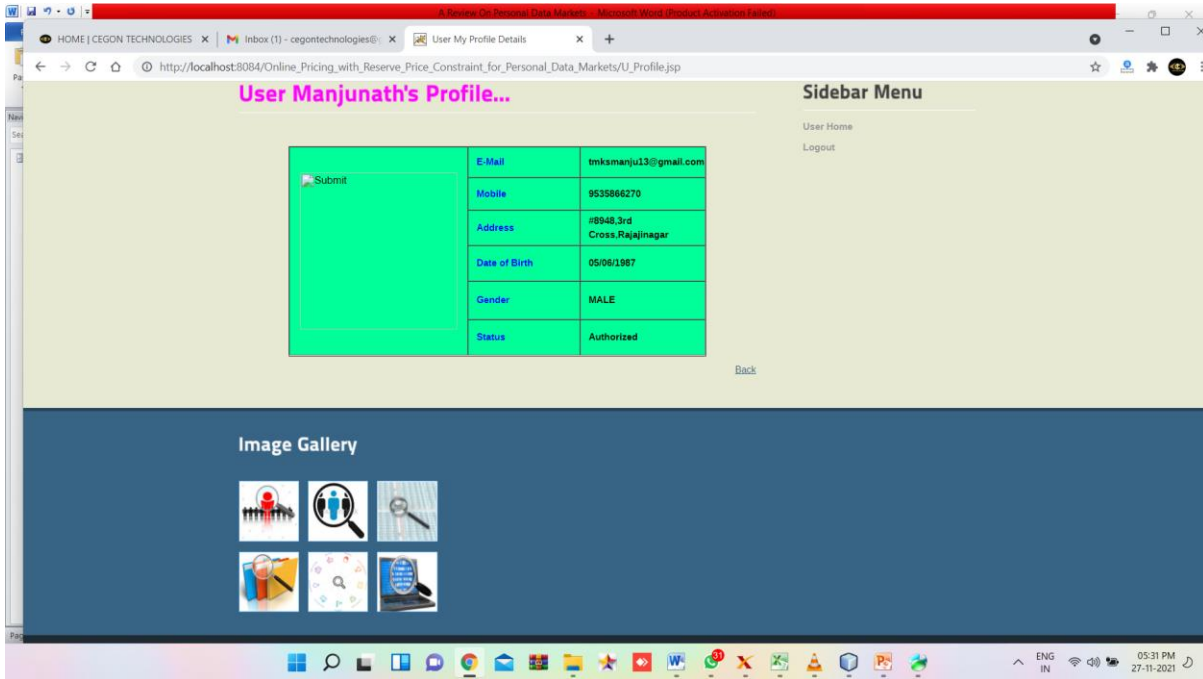 A Review On Personal Data Markets - Microsoft Word (Product Activation Failed)
HOME | CEGON TECHNOLOGIES
Inbox (1) - cegontechnologies@
User My Profile Details
http://localhost:8084/Online_Pricing_with_Reserve_Price_Constraint_for_Personal_Data_Markets/U_Profile.jsp
User Manjunath's Profile...
Sidebar Menu
User Home
Logout
Submit
E-Mail tmksmanju13@gmail.com
Mobile 9535866270
Address #8948,3rd
Cross,Rajajinagar
Date of Birth 05/06/1987
Gender MALE
Status Authorized
Back
Image Gallery
31
ENG
IN
05:31 PM
27-11-2021